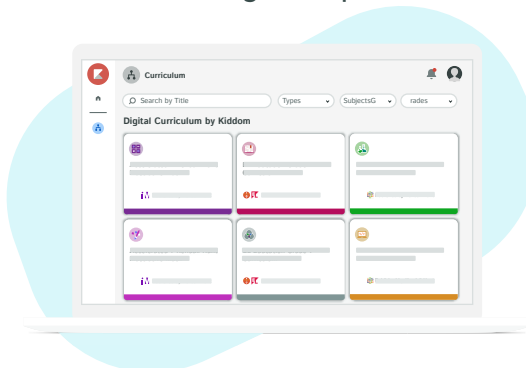 Curriculum
Search by Title
Types
SubjectsG
rades
Digital Curriculum by Kiddom